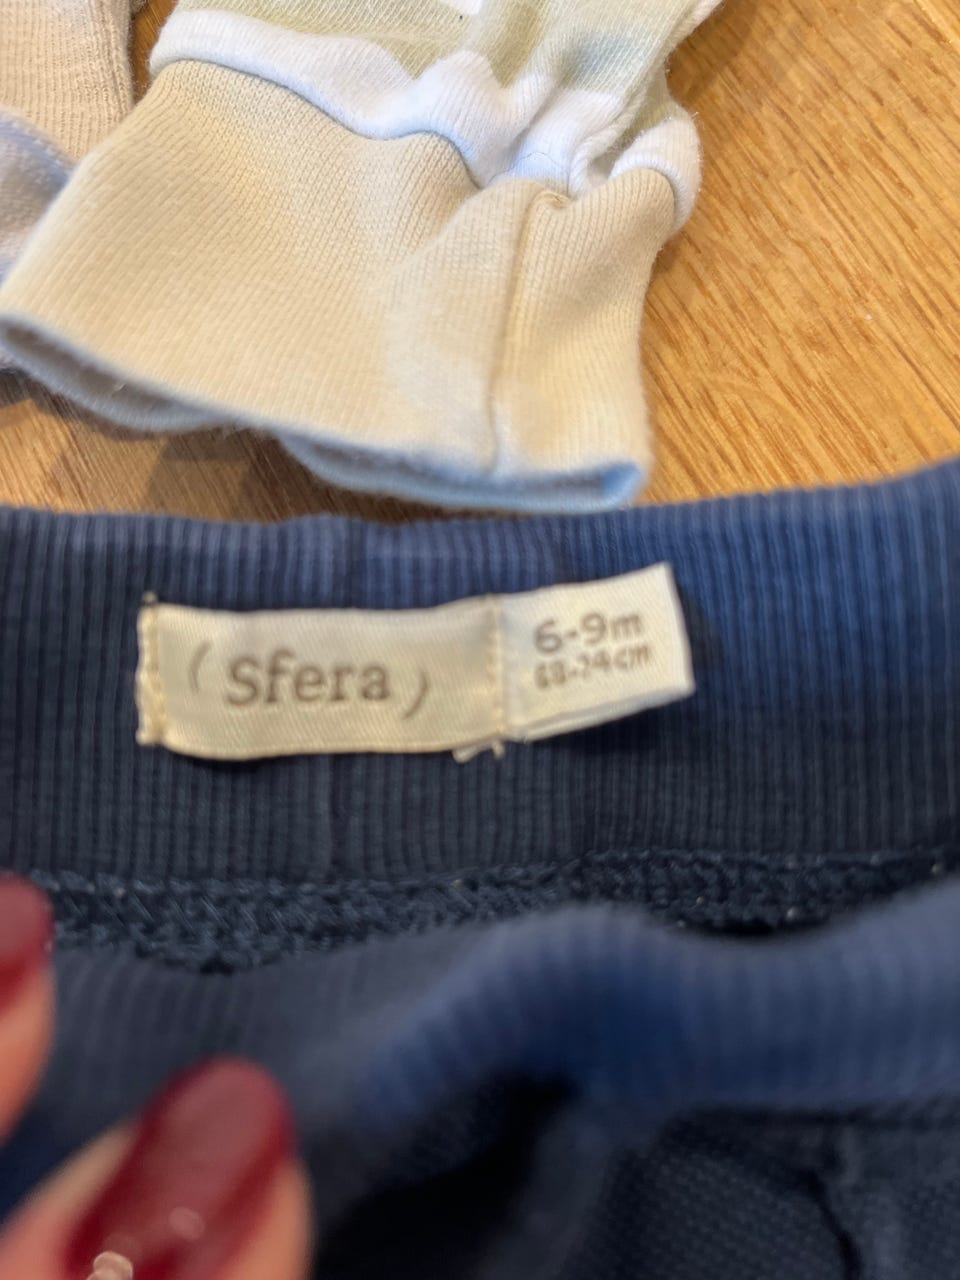 ( Sfera )
6-9m
68-74cm